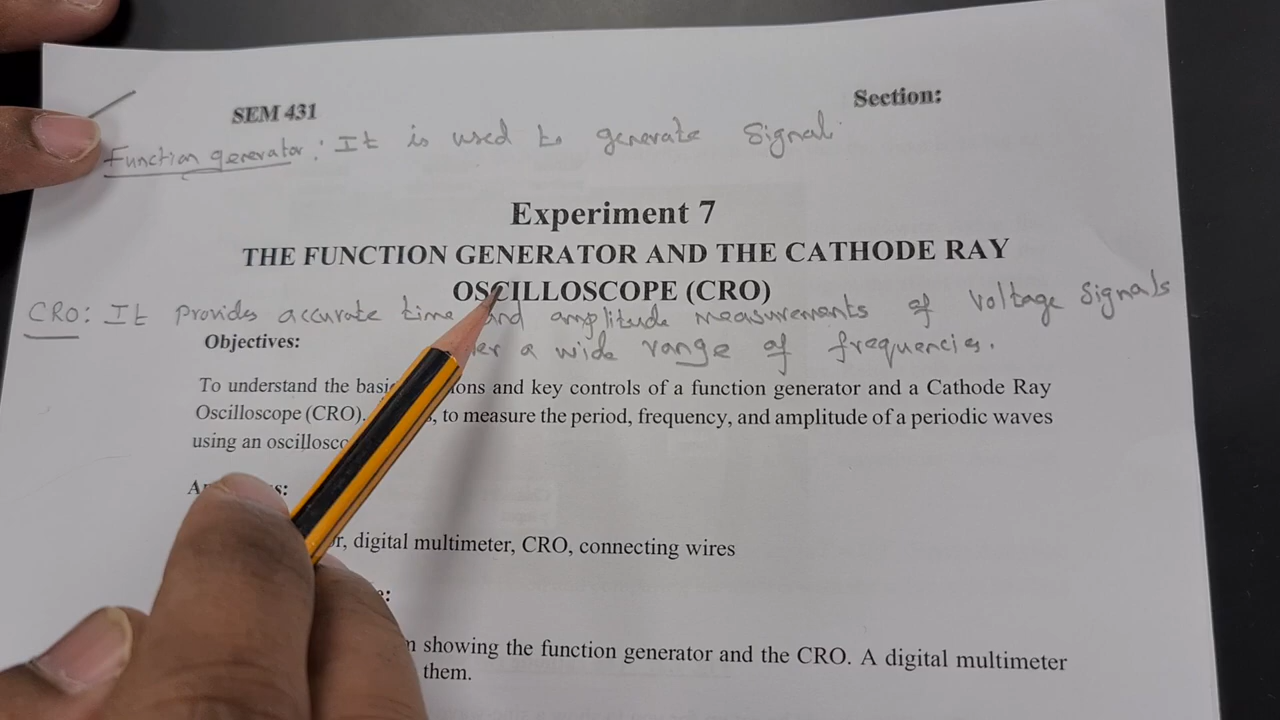 SEM 431
Section:
Function generator: It is used to generate Signal.
Experiment 7
THE FUNCTION GENERATOR AND THE CATHODE RAY
OSCILLOSCOPE (CRO)
CRO: It provides accurate time and amplitude measurements of Voltage Signals
a wide range of frequencies.
Objectives:
To understand the and key controls of a function generator and a Cathode Ray
Oscilloscope (CRO). to measure the period, frequency, and amplitude of a periodic waves
using an
digital multimeter, CRO, connecting wires
showing the function generator and the CRO. A digital multimeter
them.